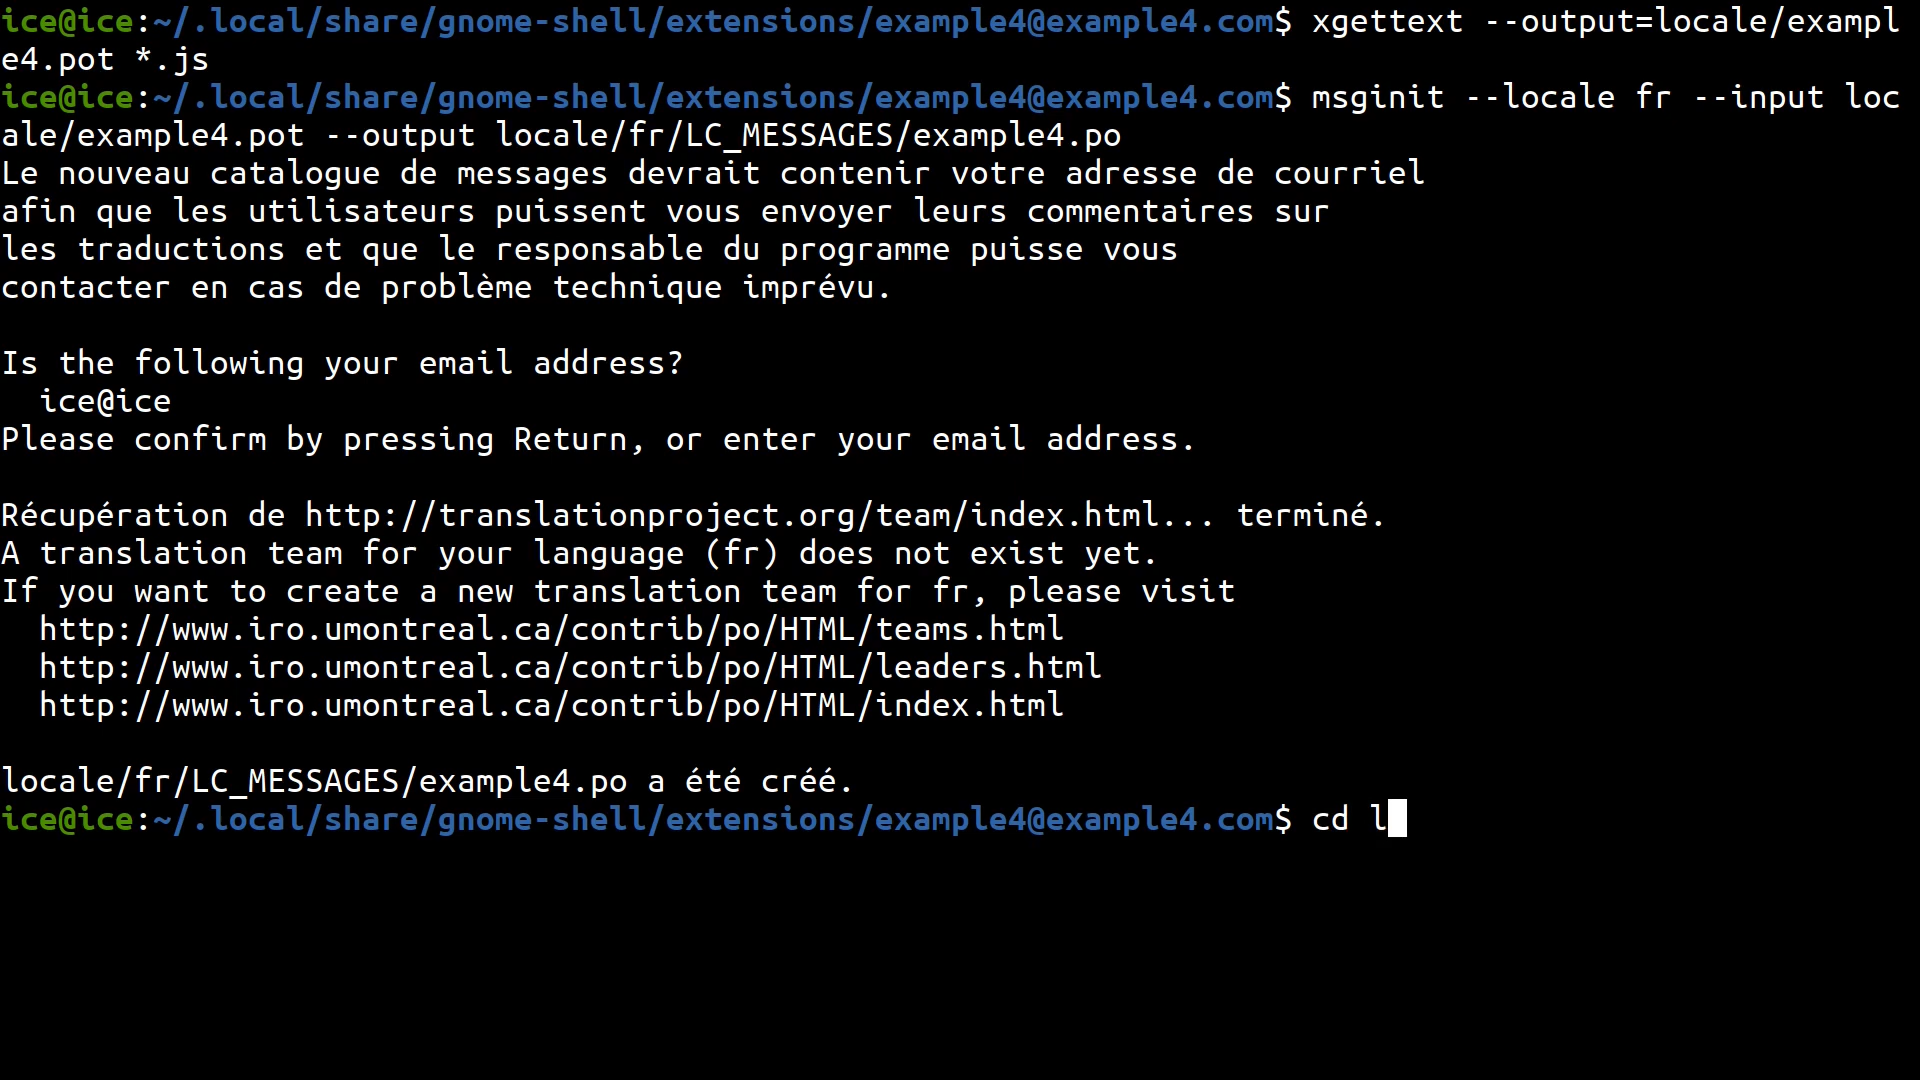 ice@ice:~/.local/share/gnome-shell/extensions/example4@example4.com$ xgettext --output=locale/exampl
e4.pot *.js
ice@ice:~/.local/share/gnome-shell/extensions/example4@example4.com$ msginit --locale fr --input loc
ale/example4.pot --output locale/fr/LC_MESSAGES/example4.po
Le nouveau catalogue de messages devrait contenir votre adresse de courriel
afin que les utilisateurs puissent vous envoyer leurs commentaires sur
les traductions et que le responsable du programme puisse vous
contacter en cas de problème technique imprévu.

Is the following your email address?
  ice@ice
Please confirm by pressing Return, or enter your email address.

Récupération de http://translationproject.org/team/index.html... terminé.
A translation team for your language (fr) does not exist yet.
If you want to create a new translation team for fr, please visit
  http://www.iro.umontreal.ca/contrib/po/HTML/teams.html
  http://www.iro.umontreal.ca/contrib/po/HTML/leaders.html
  http://www.iro.umontreal.ca/contrib/po/HTML/index.html

locale/fr/LC_MESSAGES/example4.po a été créé.
ice@ice:~/.local/share/gnome-shell/extensions/example4@example4.com$ cd l